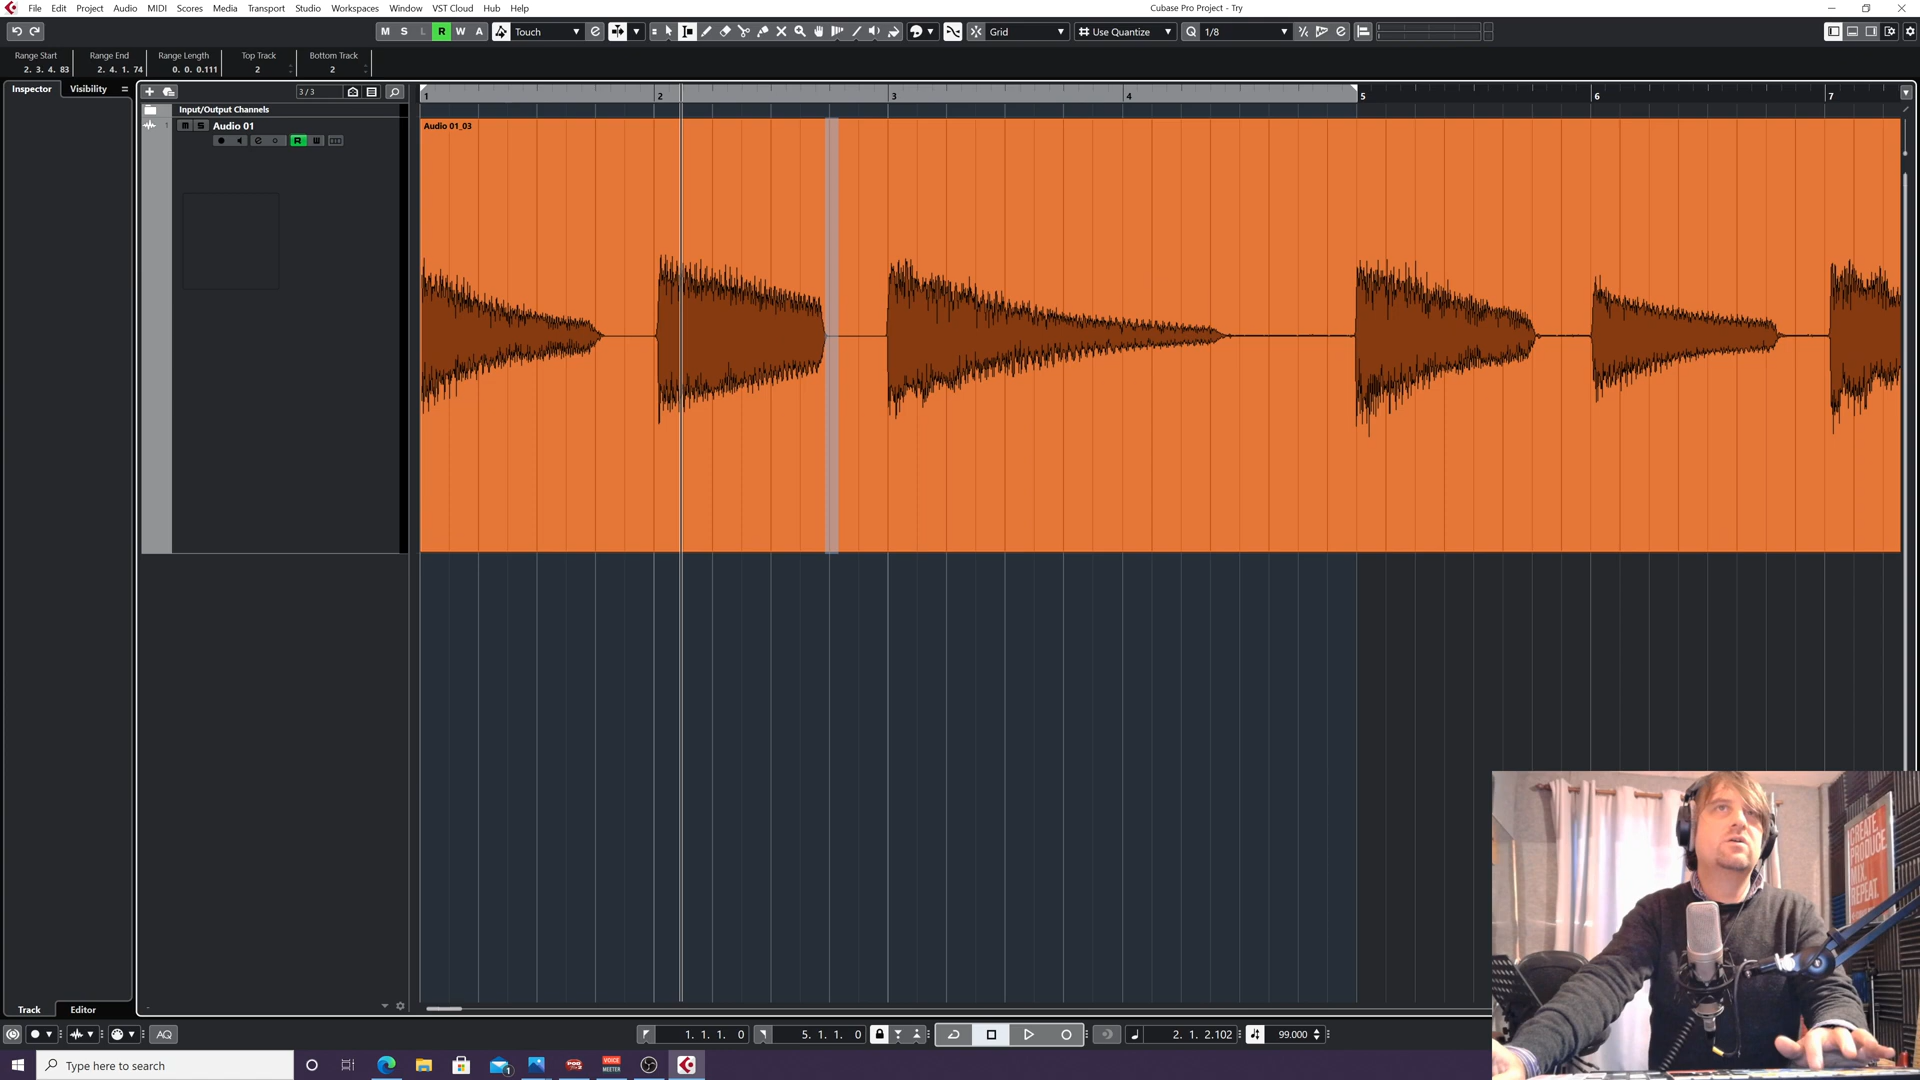 File Edit Project Audio MIDI Scores Media Transport Studio Workspaces Window VST Cloud Hub Help
Cubase Pro Project - Try
M S L R W A Touch
Grid
Use Quantize
Q 1/8
Range Start Range End Range Length Top Track Bottom Track
2. 3. 4. 83 2. 4. 1. 74 0. 0. 0.111 2 2
Inspector Visibility
3 / 3
1 2 3 4 5 6 7
Input/Output Channels
1 m S Audio 01
e R
Audio 01_03
CREATE.
PRODUCE
MIX.
REPEAT.
Track Editor
AQ
1. 1. 1. 0
5. 1. 1. 0
2. 1. 2.102
99.000
Type here to search
1
VOICE
MEETER